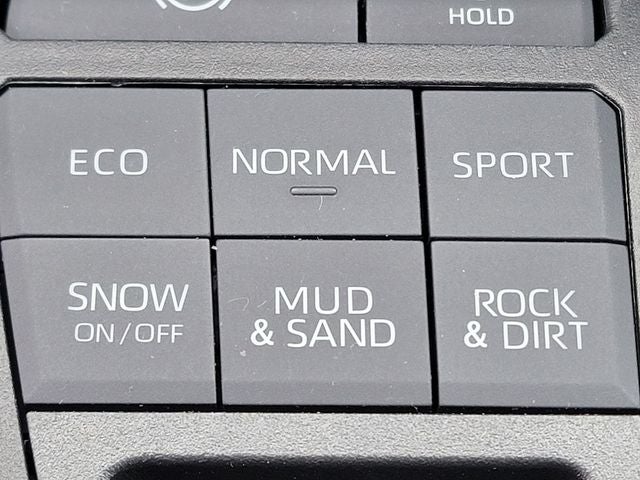 HOLD
ECO
NORMAL
SPORT
SNOW
ON/OFF
MUD
& SAND
ROCK
& DIRT